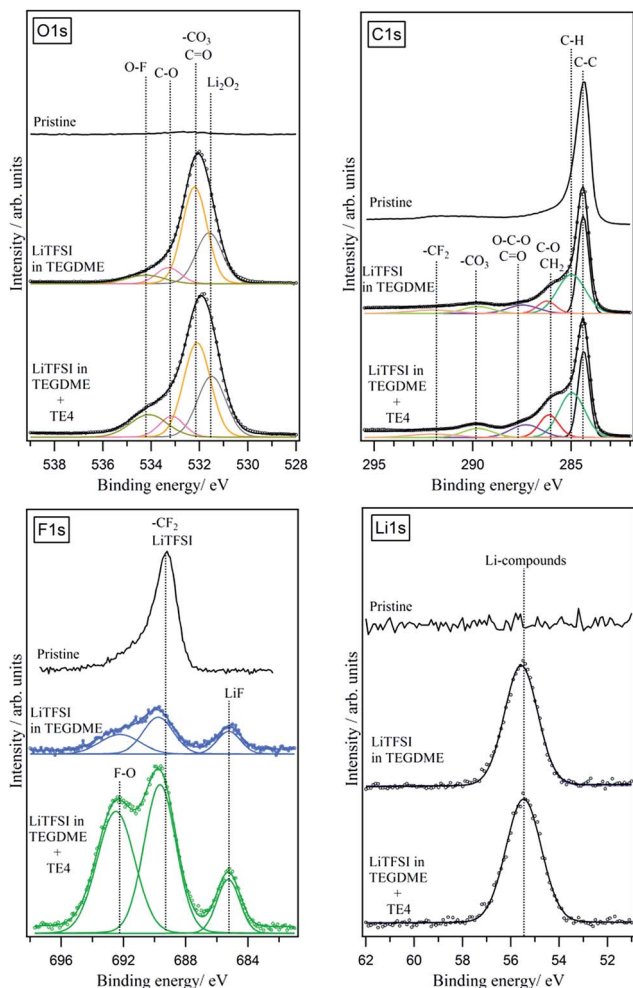 O1s
-CO₃
C=O
O-F
C-O
Li₂O₂
Pristine
LiTFSI
in TEGDME
LiTFSI in
TEGDME
+
TE4
Intensity / arb. units
538
536
534
532
530
528
Binding energy/ eV
C1s
C-H
C-C
Pristine
O-C-O
C=O
C-O
CH₂
-CF₂
-CO₃
LiTFSI
in TEGDME
LiTFSI in
TEGDME
+
TE4
Intensity / arb. units
295
290
285
Binding energy/ eV
F1s
-CF₂
LiTFSI
Pristine
LiF
LiTFSI
in TEGDME
F-O
LiTFSI in
TEGDME
+
TE4
Intensity / arb. units
696
692
688
684
Binding energy/ eV
Li1s
Li-compounds
Pristine
LiTFSI
in TEGDME
LiTFSI in
TEGDME
+
TE4
Intensity / arb. units
62
60
58
56
54
52
Binding energy/ eV